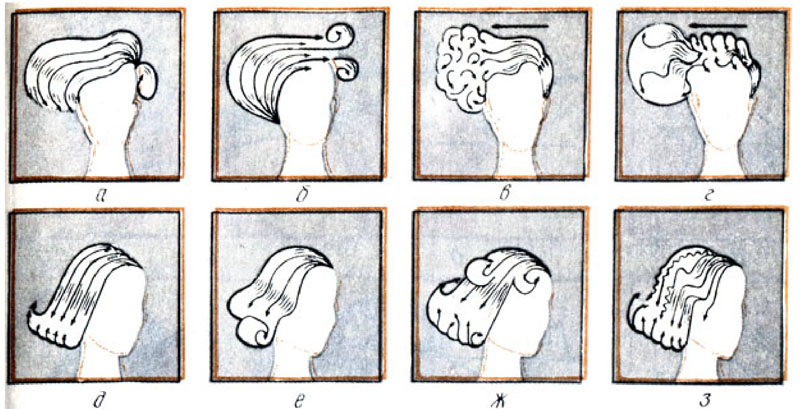 а б в г
д е ж з